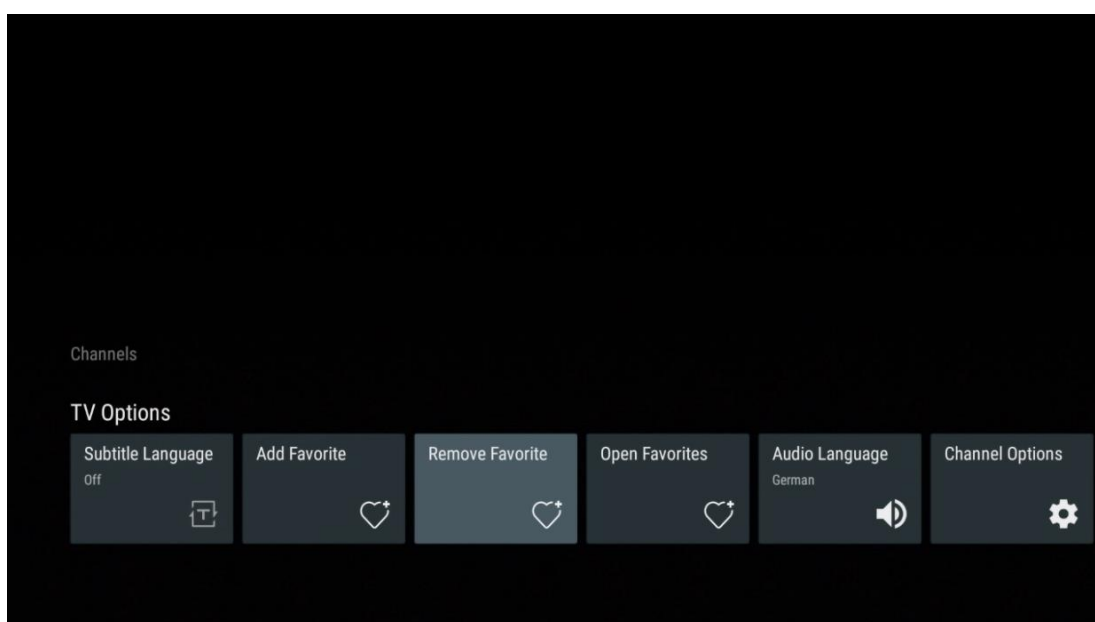 Channels
TV Options
Subtitle Language
Off
Add Favorite
Remove Favorite
Open Favorites
Audio Language
German
Channel Options